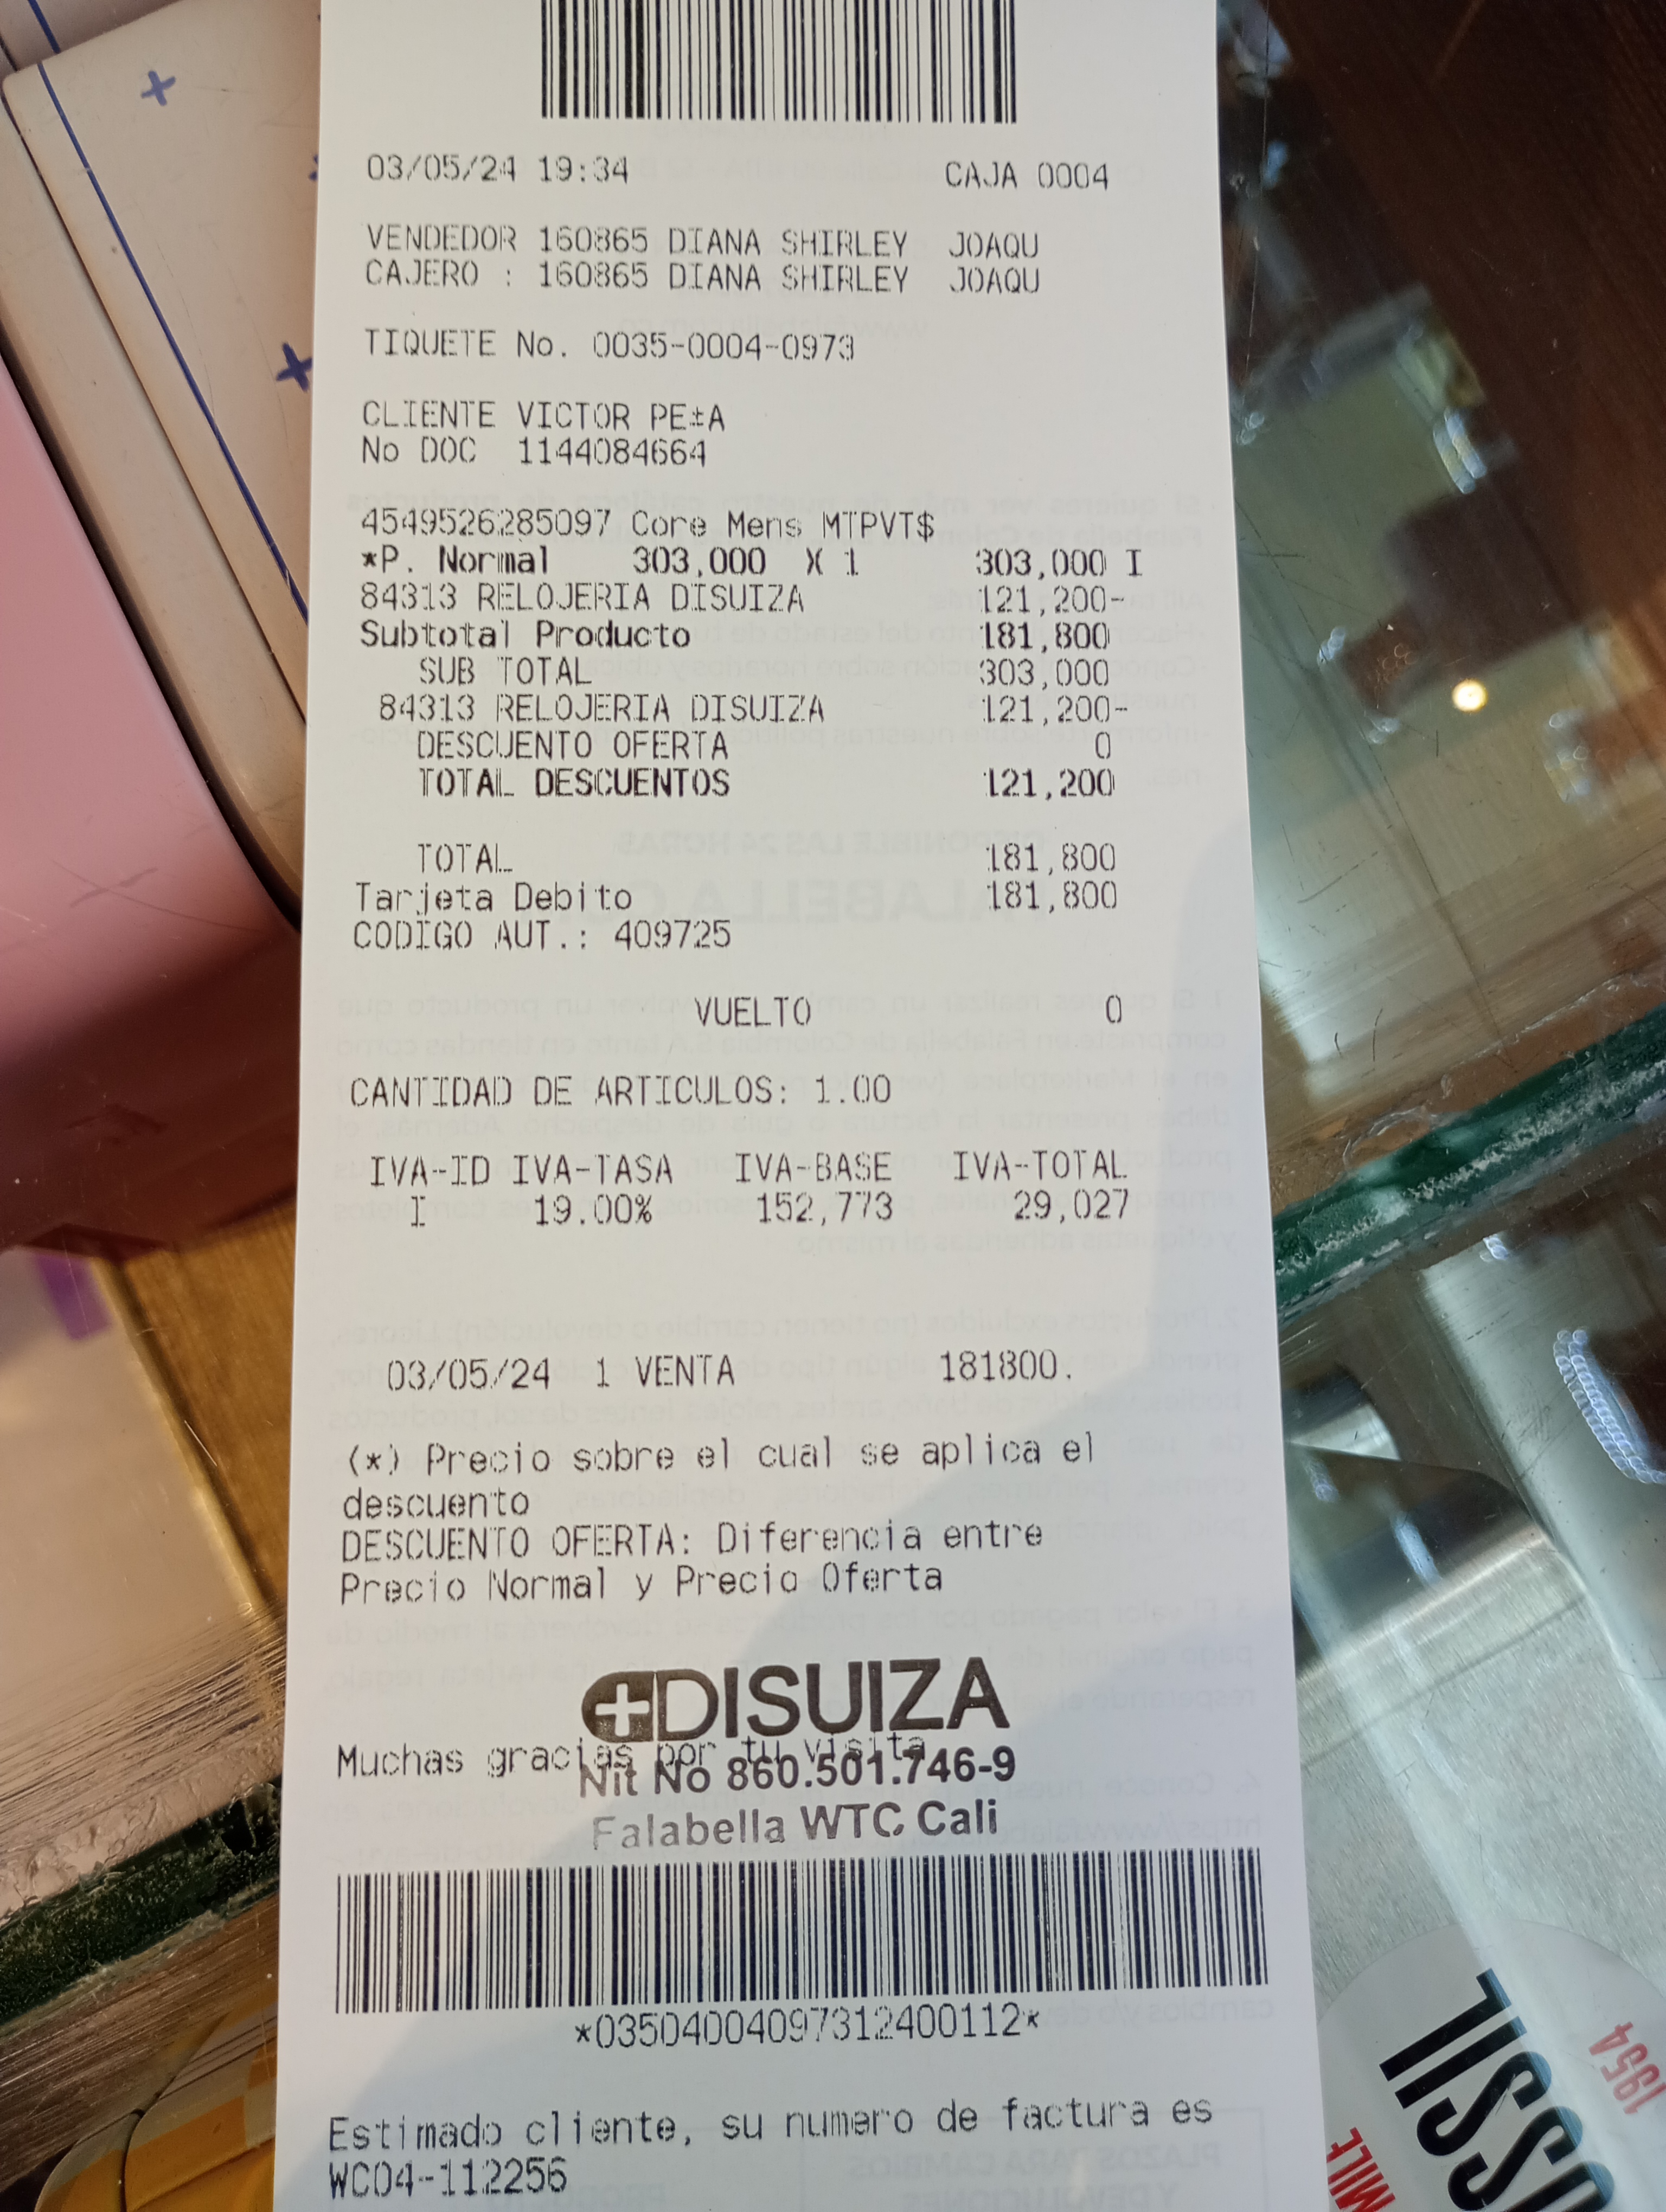 03/05/24 19:34 CAJA 0004
VENDEDOR 160865 DIANA SHIRLEY JOAQU
CAJERO : 160865 DIANA SHIRLEY JOAQU
TIQUETE No. 0035-0004-0973
CLIENTE VICTOR PE±A
No DOC 1144084664
4549526285097 Core Mens MTPVT$
*P. Normal 303,000 X 1 303,000 I
84313 RELOJERIA DISUIZA 121,200-
Subtotal Producto 181,800
SUB TOTAL 303,000
84313 RELOJERIA DISUIZA 121,200-
DESCUENTO OFERTA 0
TOTAL DESCUENTOS 121,200
TOTAL 181,800
Tarjeta Debito 181,800
CODIGO AUT.: 409725
VUELTO 0
CANTIDAD DE ARTICULOS: 1.00
IVA-ID IVA-TASA IVA-BASE IVA-TOTAL
I 19.00% 152,773 29,027
03/05/24 1 VENTA 181800.
(*) Precio sobre el cual se aplica el
descuento
DESCUENTO OFERTA: Diferencia entre
Precio Normal y Precio Oferta
DISUIZA
Muchas gracias por tu visita
Nit No 860.501.746-9
Falabella WTC Cali
*03504004097312400112*
Estimado cliente, su numero de factura es
WC04-112256
1954